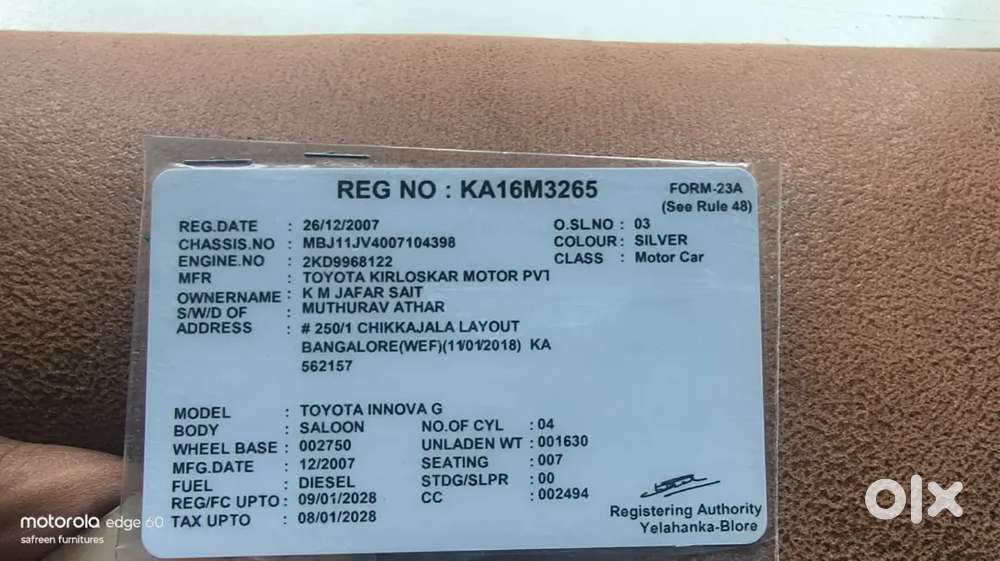 REG NO : KA16M3265
FORM-23A
(See Rule 48)
REG.DATE : 26/12/2007 O.SLNO : 03
CHASSIS.NO : MBJ11JV4007104398 COLOUR : SILVER
ENGINE.NO : 2KD9968122 CLASS : Motor Car
MFR : TOYOTA KIRLOSKAR MOTOR PVT
OWNERNAME : K M JAFAR SAIT
S/W/D OF : MUTHURAV ATHAR
ADDRESS : # 250/1 CHIKKAJALA LAYOUT
BANGALORE(WEF)(11/01/2018) KA
562157
MODEL : TOYOTA INNOVA G
BODY : SALOON NO.OF CYL : 04
WHEEL BASE : 002750 UNLADEN WT : 001630
MFG.DATE : 12/2007 SEATING : 007
FUEL : DIESEL STDG/SLPR : 00
REG/FC UPTO : 09/01/2028 CC : 002494
TAX UPTO : 08/01/2028
Registering Authority
Yelahanka-Blore
motorola edge 60
safreen furnitures
olx